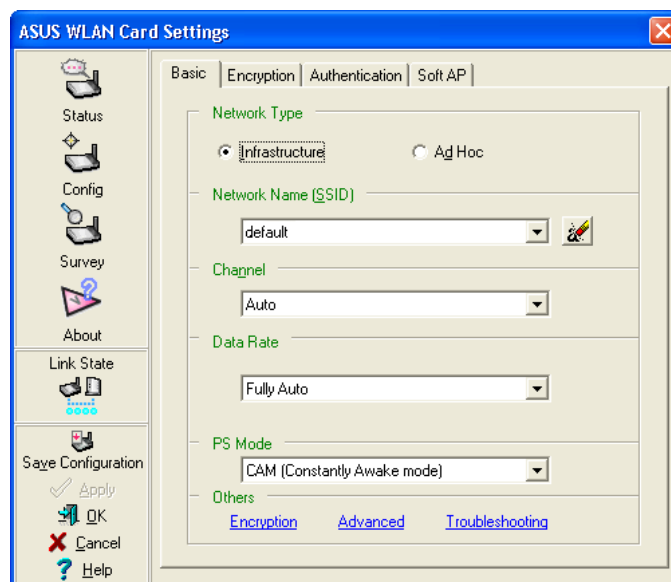 ASUS WLAN Card Settings
Status
Config
Survey
About
Link State
Save Configuration
Apply
OK
Cancel
Help
Basic Encryption Authentication Soft AP
Network Type
Infrastructure Ad Hoc
Network Name (SSID)
default
Channel
Auto
Data Rate
Fully Auto
PS Mode
CAM (Constantly Awake mode)
Others
Encryption Advanced Troubleshooting